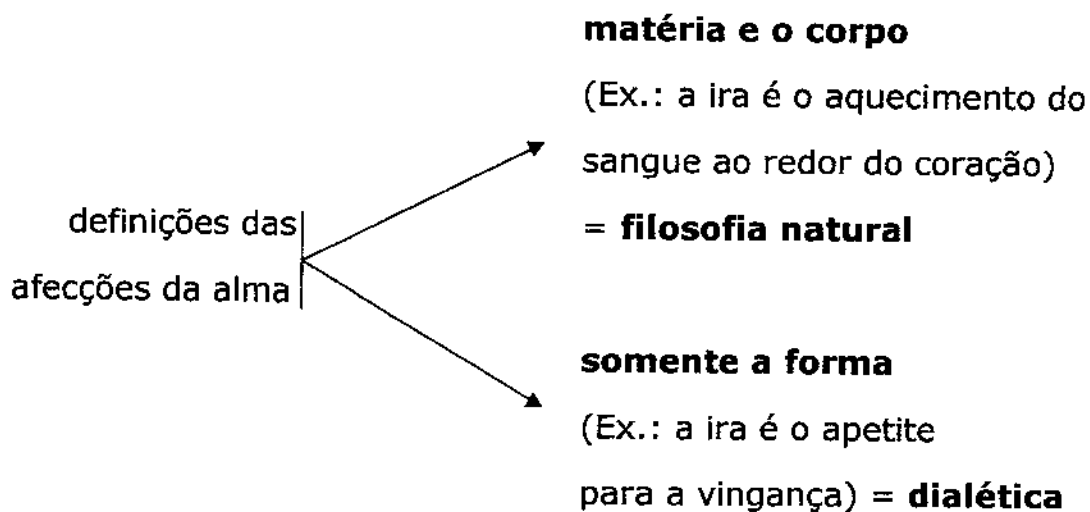 matéria e o corpo
(Ex.: a ira é o aquecimento do
sangue ao redor do coração)
= filosofia natural
definições das
afecções da alma
somente a forma
(Ex.: a ira é o apetite
para a vingança) = dialética